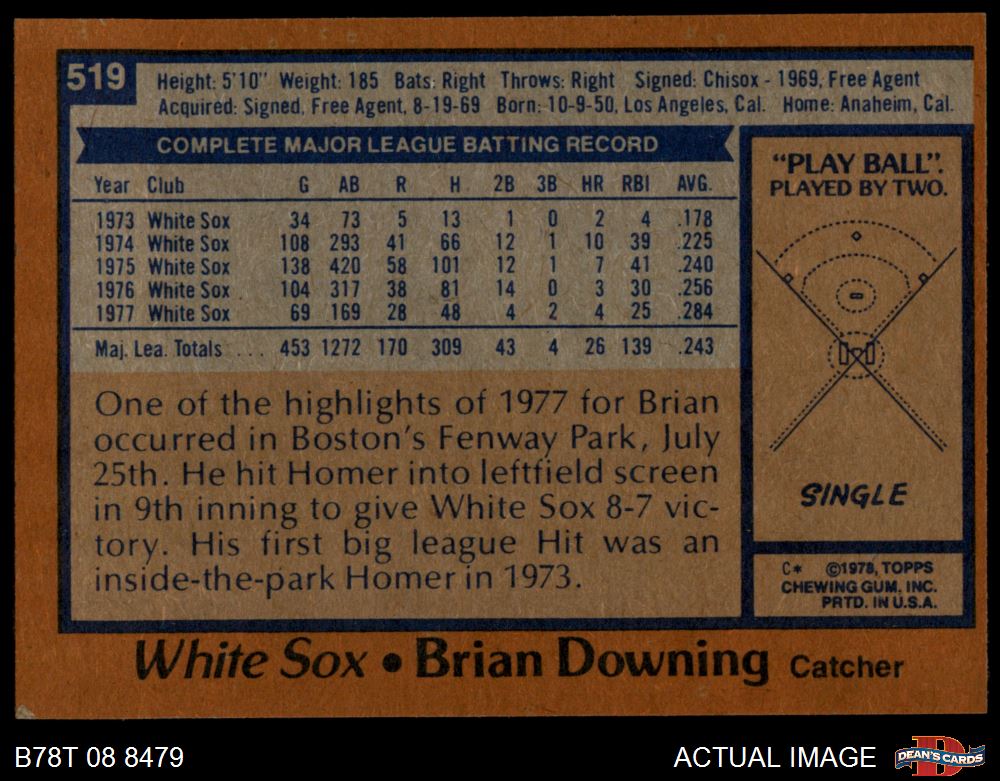 519
Height: 5'10" Weight: 185 Bats: Right Throws: Right Signed: Chisox - 1969, Free Agent
Acquired: Signed, Free Agent, 8-19-69 Born: 10-9-50, Los Angeles, Cal. Home: Anaheim, Cal.
COMPLETE MAJOR LEAGUE BATTING RECORD
Year Club G AB R H 2B 3B HR RBI AVG.
1973 White Sox 34 73 5 13 1 0 2 4 .178
1974 White Sox 108 293 41 66 12 1 10 39 .225
1975 White Sox 138 420 58 101 12 1 7 41 .240
1976 White Sox 104 317 38 81 14 0 3 30 .256
1977 White Sox 69 169 28 48 4 2 4 25 .284
Maj. Lea. Totals ... 453 1272 170 309 43 4 26 139 .243
One of the highlights of 1977 for Brian
occurred in Boston's Fenway Park, July
25th. He hit Homer into leftfield screen
in 9th inning to give White Sox 8-7 vic-
tory. His first big league Hit was an
inside-the-park Homer in 1973.
"PLAY BALL".
PLAYED BY TWO.
SINGLE
C* ©1978, TOPPS
CHEWING GUM, INC.
PRTD. IN U.S.A.
White Sox • Brian Downing Catcher
B78T 08 8479
ACTUAL IMAGE
D
DEAN'S CARDS